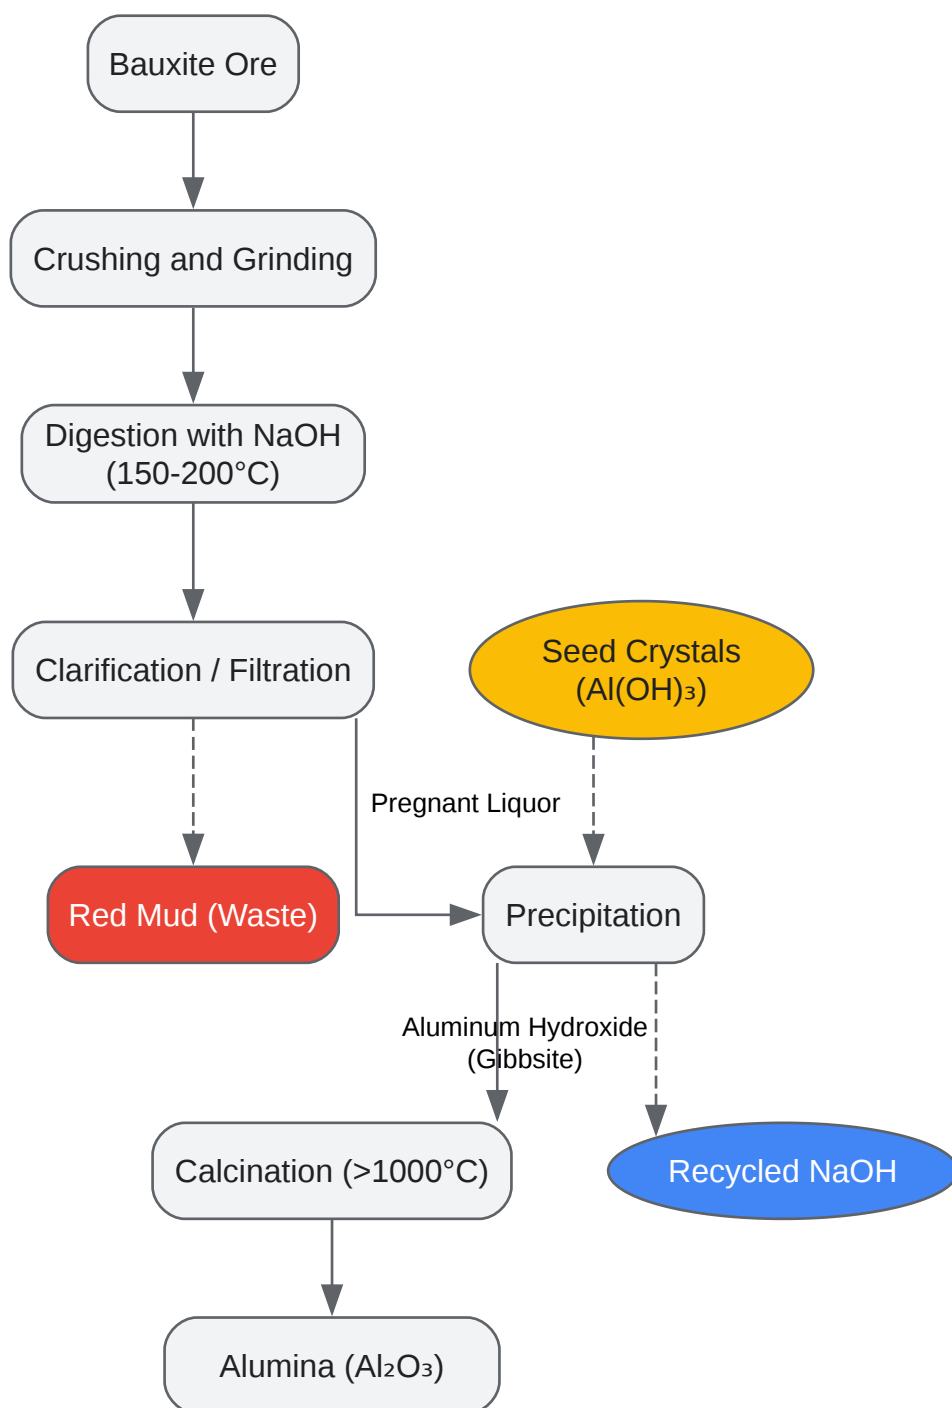 Bauxite Ore
Crushing and Grinding
Digestion with NaOH
(150-200°C)
Clarification / Filtration
Seed Crystals
(Al(OH)₃)
Pregnant Liquor
Red Mud (Waste)
Precipitation
Aluminum Hydroxide
(Gibbsite)
Calcination (>1000°C)
Recycled NaOH
Alumina (Al₂O₃)